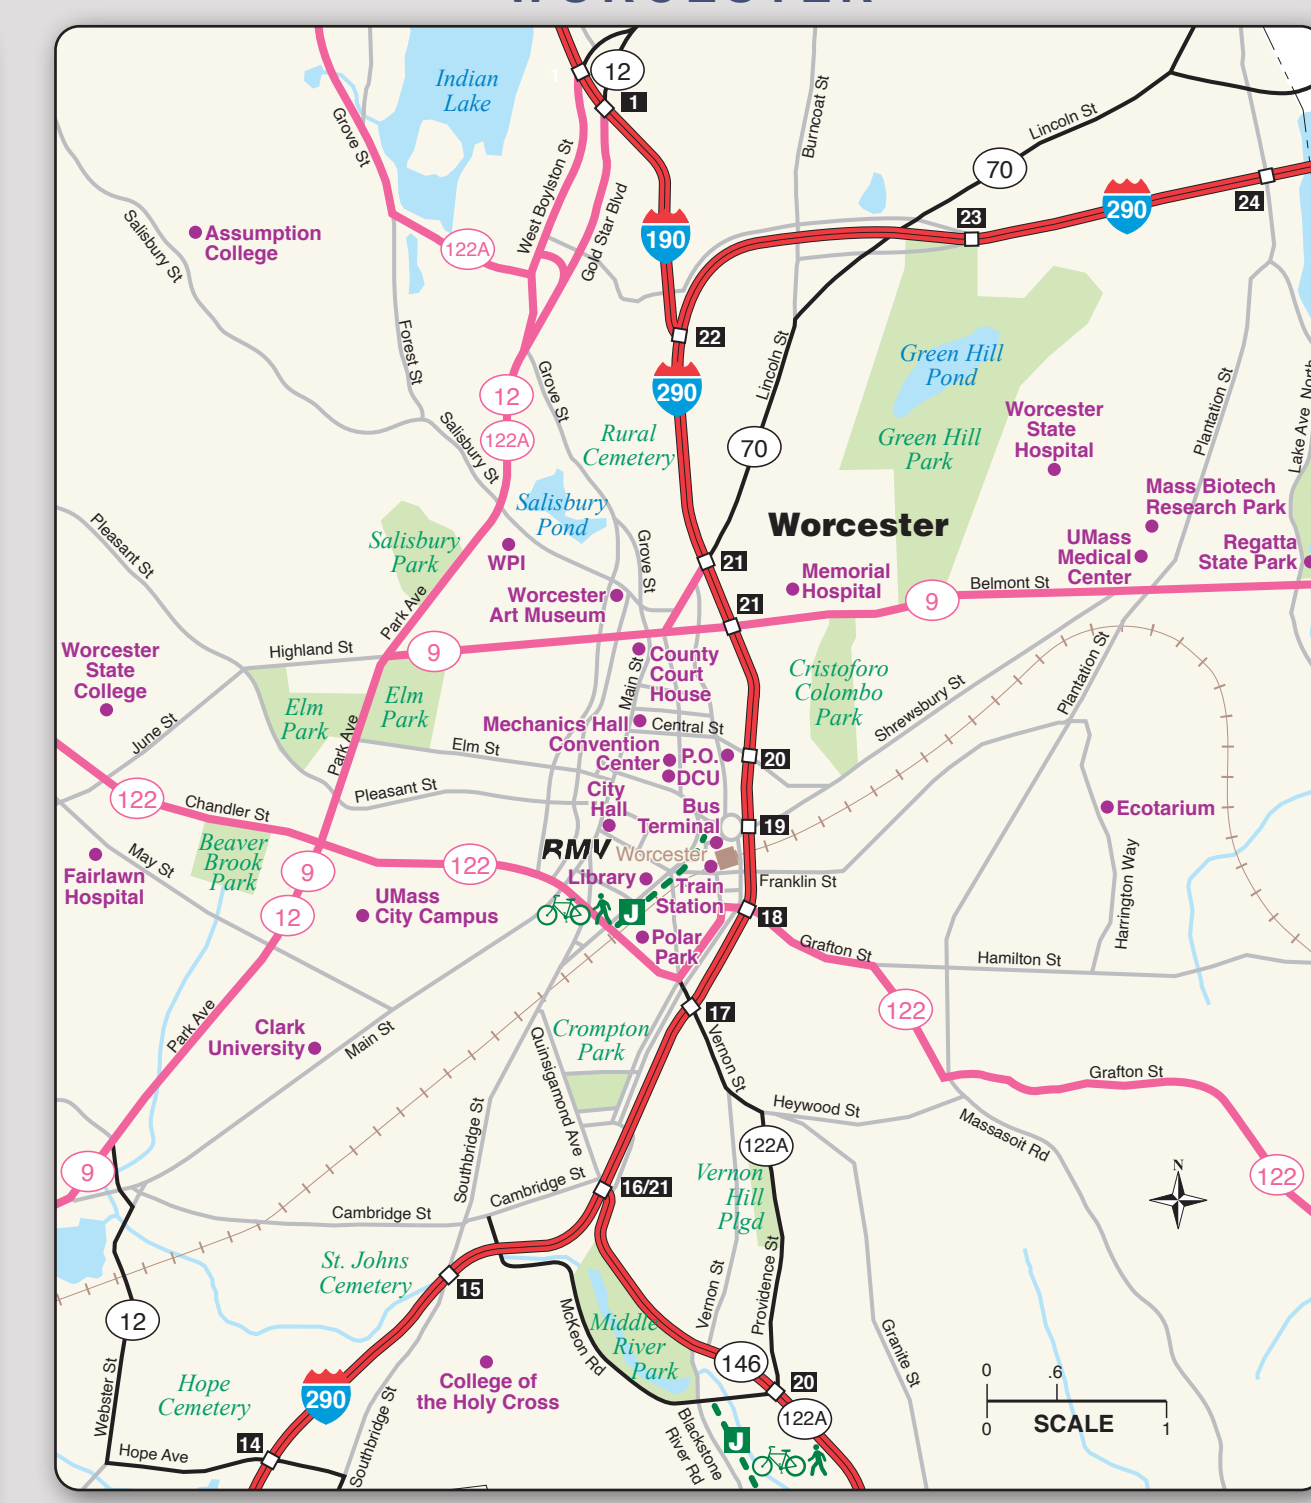 WORCESTER
Indian
Lake
12
1
1
Burncoat St
Lincoln St
70
Grove St
West Boylston St
Gold Star Blvd
Salisbury St
Assumption
College
122A
190
23
290
24
22
Forest St
12
122A
Grove St
290
Lincoln St
Green Hill
Pond
Plantation St
Lake Ave North
Worcester
State
Hospital
Salisbury St
Rural
Cemetery
70
Green Hill
Park
Mass Biotech
Research Park
Salisbury
Pond
Worcester
Pleasant St
Salisbury
Park
WPI
Grove St
21
UMass
Medical
Center
Regatta
State Park
Memorial
Hospital
Belmont St
Worcester
Art Museum
21
9
Park Ave
Highland St
9
Worcester
State
College
County
Court
House
Main St
Cristoforo
Colombo
Park
Shrewsbury St
Plantation St
Elm
Park
Elm
Park
June St
Park Ave
Elm St
Mechanics Hall
Central St
Convention
Center
P.O.
DCU
20
122
Chandler St
Pleasant St
City
Hall
Bus
Terminal
19
Ecotarium
Beaver
Brook
Park
May St
RMV
Worcester
122
9
Fairlawn
Hospital
Library
Train
Station
Franklin St
Harrington Way
UMass
City Campus
12
J
18
Polar
Park
Grafton St
Hamilton St
Park Ave
Clark
University
Main St
17
122
Crompton
Park
Quinsigamond Ave
Vernon St
Grafton St
Heywood St
Massasoit Rd
122A
9
Southbridge St
Vernon
Hill
Plgd
122
N
Cambridge St
16/21
Cambridge St
St. Johns
Cemetery
15
Vernon St
Providence St
12
McKeon Rd
Middle
River
Park
146
Granite St
290
College of
the Holy Cross
20
122A
0
.6
0
SCALE
1
Webster St
Hope
Cemetery
14
Hope Ave
Southbridge St
Blackstone
River Rd
J